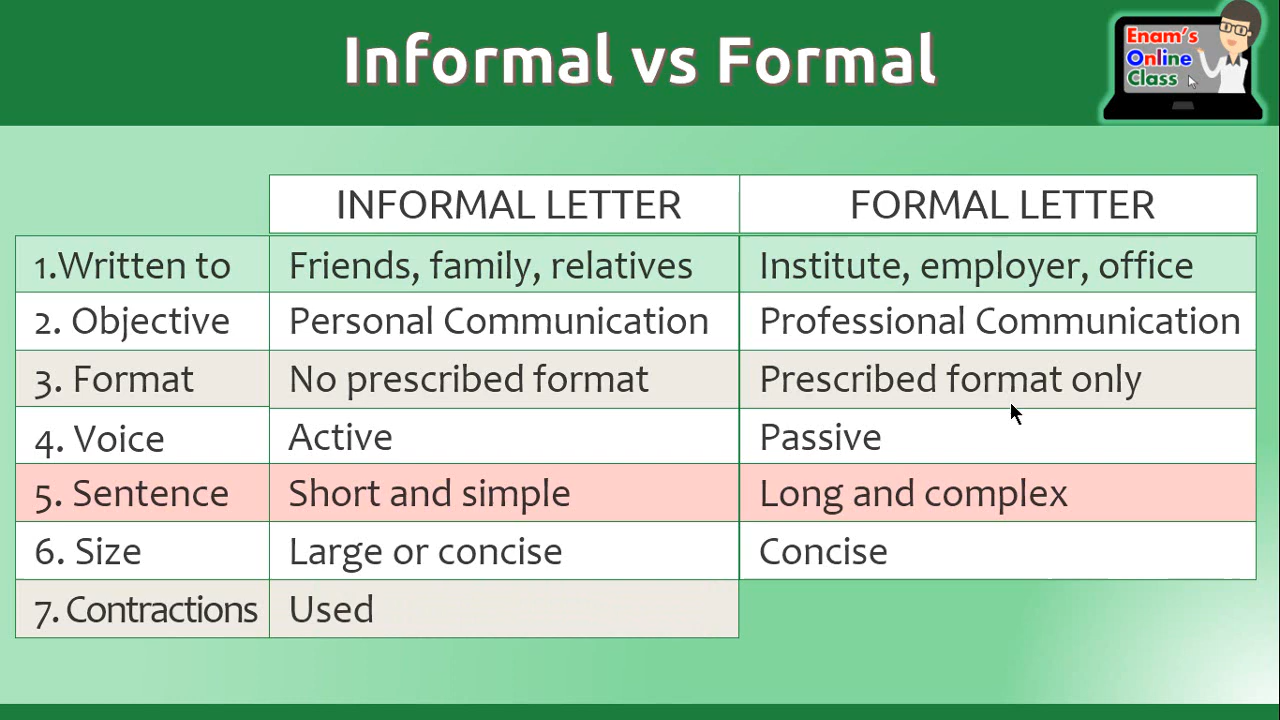 Informal vs Formal
Enam's
Online
Class
INFORMAL LETTER FORMAL LETTER
1.Written to Friends, family, relatives Institute, employer, office
2. Objective Personal Communication Professional Communication
3. Format No prescribed format Prescribed format only
4. Voice Active Passive
5. Sentence Short and simple Long and complex
6. Size Large or concise Concise
7. Contractions Used